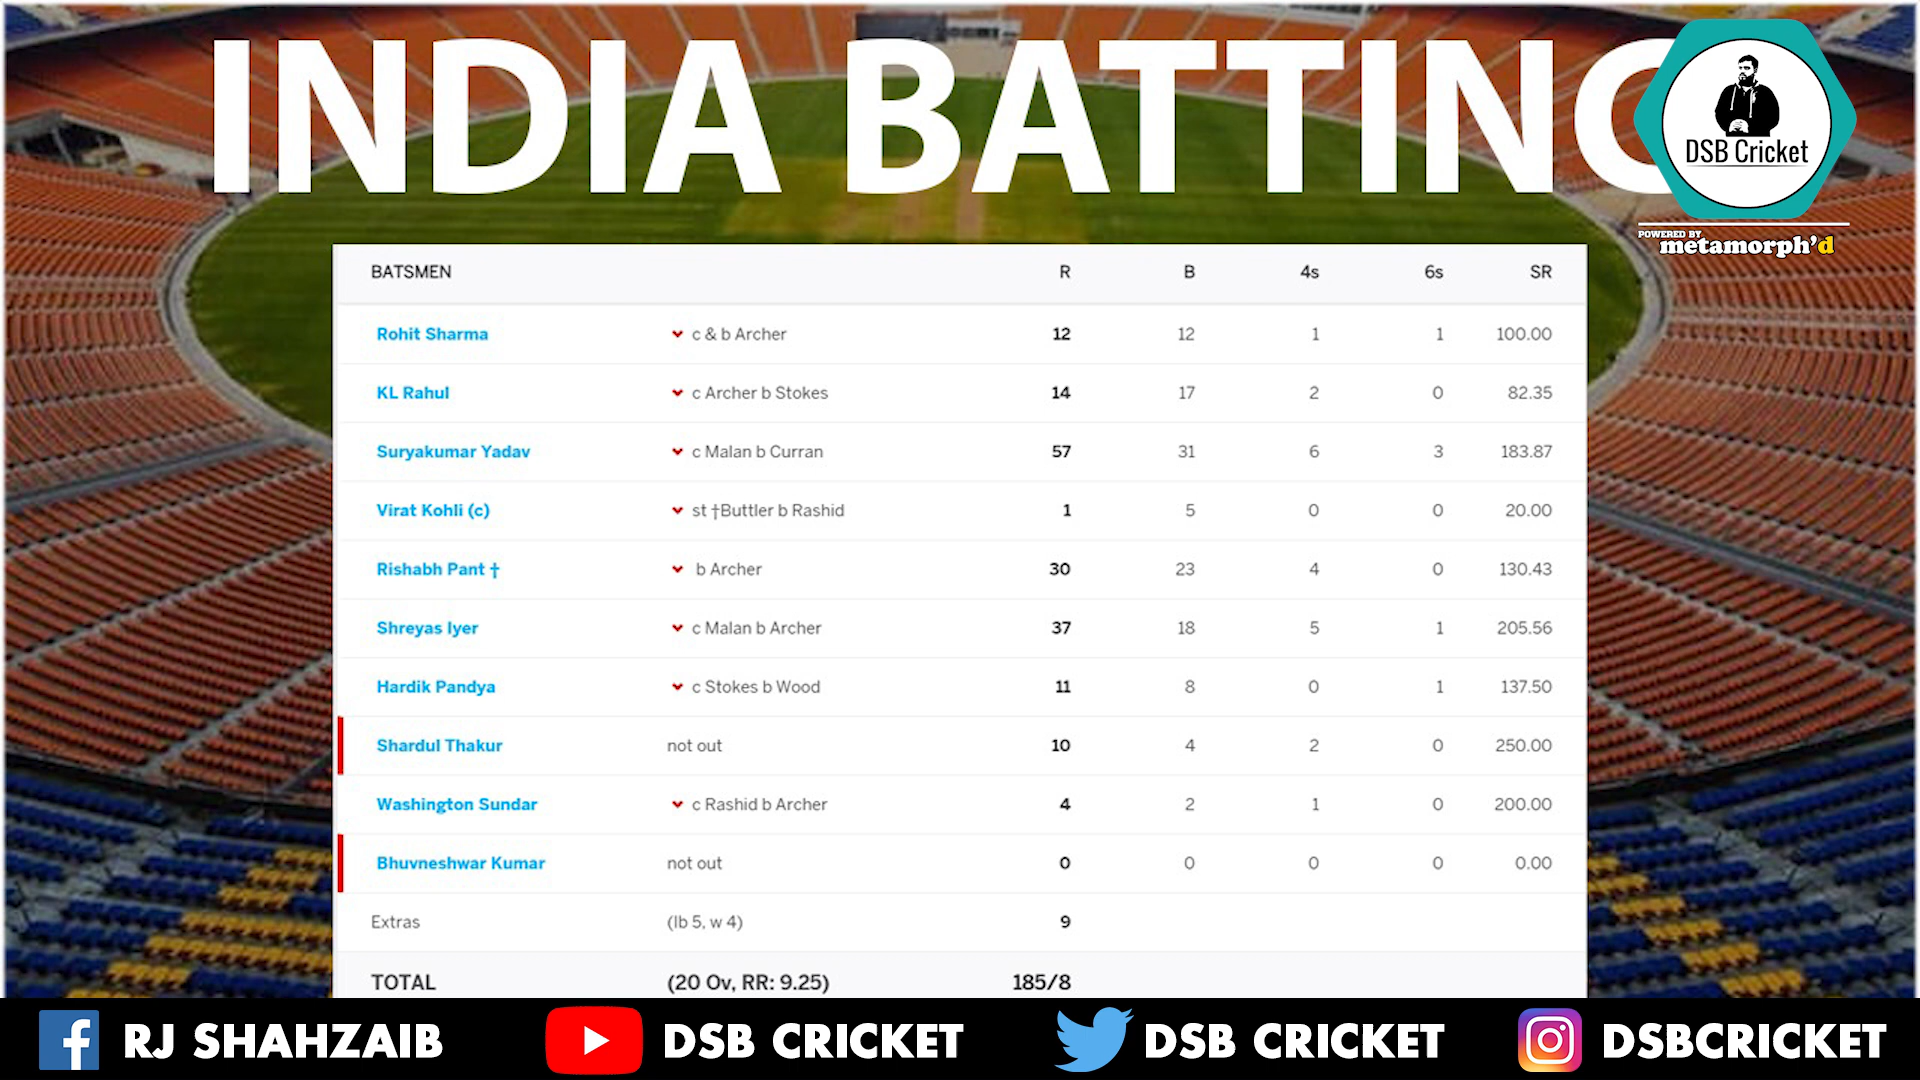 INDIA BATTING
DSB Cricket
POWERED BY
metamorph'd
BATSMEN R B 4s 6s SR
Rohit Sharma c & b Archer 12 12 1 1 100.00
KL Rahul c Archer b Stokes 14 17 2 0 82.35
Suryakumar Yadav c Malan b Curran 57 31 6 3 183.87
Virat Kohli (c) st †Buttler b Rashid 1 5 0 0 20.00
Rishabh Pant † b Archer 30 23 4 0 130.43
Shreyas Iyer c Malan b Archer 37 18 5 1 205.56
Hardik Pandya c Stokes b Wood 11 8 0 1 137.50
Shardul Thakur not out 10 4 2 0 250.00
Washington Sundar c Rashid b Archer 4 2 1 0 200.00
Bhuvneshwar Kumar not out 0 0 0 0 0.00
Extras (lb 5, w 4) 9
TOTAL (20 Ov, RR: 9.25) 185/8
RJ SHAHZAIB DSB CRICKET DSB CRICKET DSBCRICKET